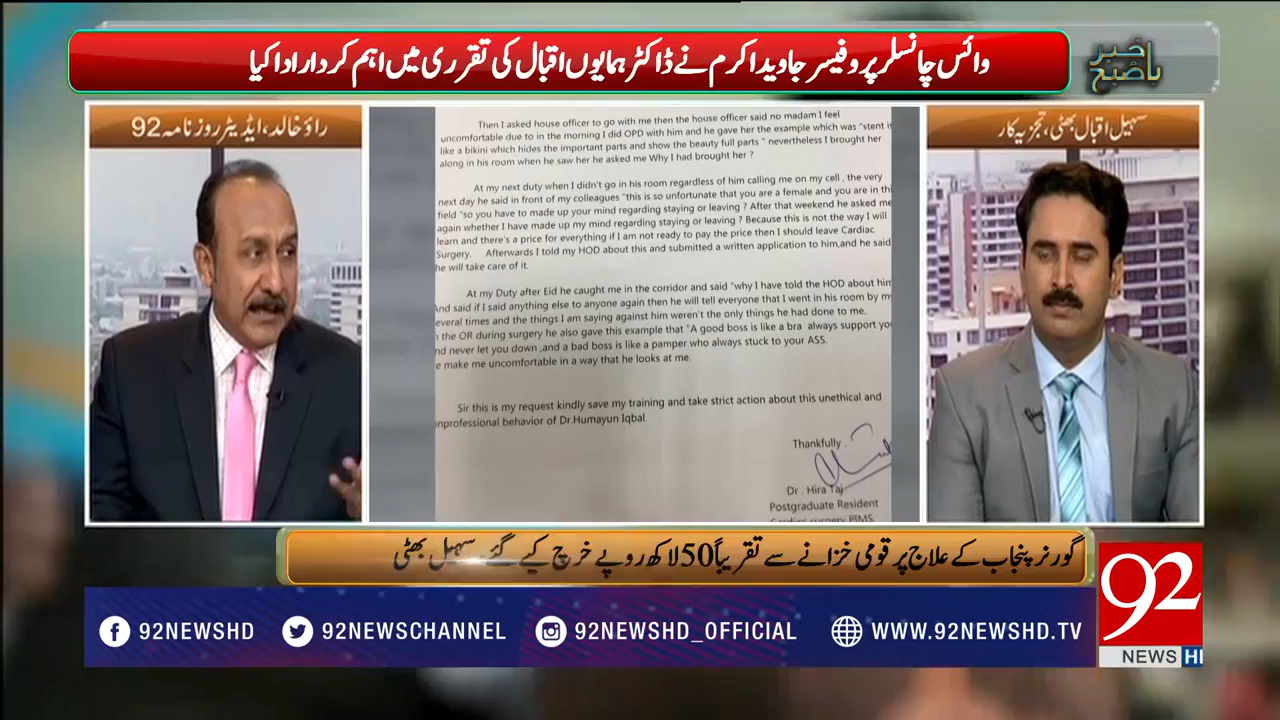 وائس چانسلر پروفیسر جاوید اکرم نے ڈاکٹر ہمایوں اقبال کی تقرری میں اہم کردار ادا کیا
خبر باصبح
راؤ خالد، ایڈیٹر روزنامہ 92
سہیل اقبال بھٹی، تجزیہ کار
Then I asked house officer to go with me then the house officer said no madam I feel
uncomfortable due to in the morning I did OPD with him and he gave her the example which was "stent i
like a bikini which hides the important parts and show the beauty full parts " nevertheless I brought her
along in his room when he saw her he asked me Why I had brought her ?
At my next duty when I didn't go in his room regardless of him calling me on my cell , the very
next day he said in front of my colleagues "this is so unfortunate that you are a female and you are in thi
field "so you have to made up your mind regarding staying or leaving ? After that weekend he asked me
again whether I have made up my mind regarding staying or leaving ? Because this is not the way I will
learn and there's a price for everything if I am not ready to pay the price then I should leave Cardiac
Surgery. Afterwards I told my HOD about this and submitted a written application to him,and he said
he will take care of it.
At my Duty after Eid he caught me in the corridor and said "why I have told the HOD about him
And said if I said anything else to anyone again then he will tell everyone that I went in his room by my
everal times and the things I am saying against him weren't the only things he had done to me.
n the OR during surgery he also gave this example that "A good boss is like a bra always support you
nd never let you down ,and a bad boss is like a pamper who always stuck to your ASS.
e make me uncomfortable in a way that he looks at me.
Sir this is my request kindly save my training and take strict action about this unethical and
nprofessional behavior of Dr.Humayun Iqbal.
Thankfully .
Dr . Hira Taj
Postgraduate Resident
Cardiac surgery PIMS
گورنر پنجاب کے علاج پر قومی خزانے سے تقریباً 50 لاکھ روپے خرچ کیے گئے۔ سہیل بھٹی
92NEWSHD 92NEWSCHANNEL 92NEWSHD_OFFICIAL WWW.92NEWSHD.TV
92
NEWS HD